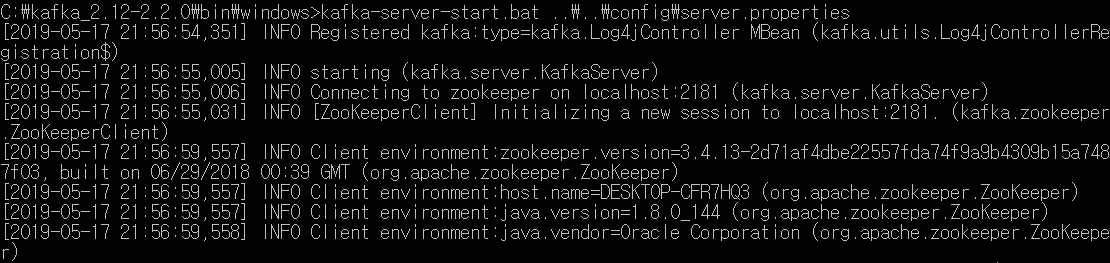 C:₩kafka_2.12-2.2.0₩bin₩windows>kafka-server-start.bat ..₩..₩config₩server.properties
[2019-05-17 21:56:54,351] INFO Registered kafka:type=kafka.Log4jController MBean (kafka.utils.Log4jControllerRe
gistration$)
[2019-05-17 21:56:55,005] INFO starting (kafka.server.KafkaServer)
[2019-05-17 21:56:55,006] INFO Connecting to zookeeper on localhost:2181 (kafka.server.KafkaServer)
[2019-05-17 21:56:55,031] INFO [ZooKeeperClient] Initializing a new session to localhost:2181. (kafka.zookeeper
.ZooKeeperClient)
[2019-05-17 21:56:59,557] INFO Client environment:zookeeper.version=3.4.13-2d71af4dbe22557fda74f9a9b4309b15a748
7f03, built on 06/29/2018 00:39 GMT (org.apache.zookeeper.ZooKeeper)
[2019-05-17 21:56:59,557] INFO Client environment:host.name=DESKTOP-CFR7HQ3 (org.apache.zookeeper.ZooKeeper)
[2019-05-17 21:56:59,557] INFO Client environment:java.version=1.8.0_144 (org.apache.zookeeper.ZooKeeper)
[2019-05-17 21:56:59,558] INFO Client environment:java.vendor=Oracle Corporation (org.apache.zookeeper.ZooKeepe
r)